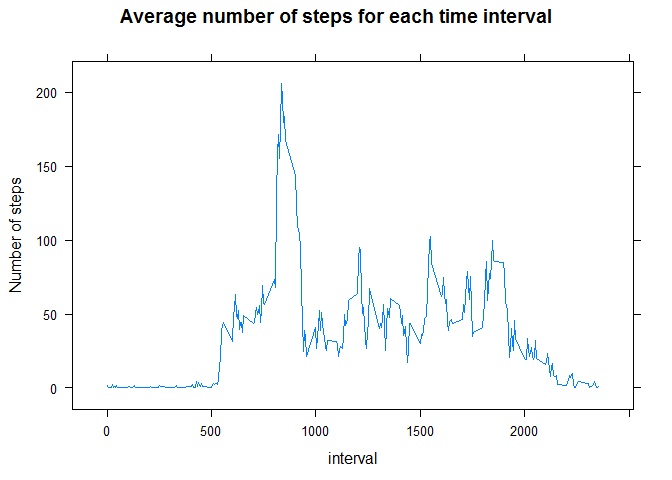 Average number of steps for each time interval
Number of steps
200
150
100
50
0
0 500 1000 1500 2000
interval